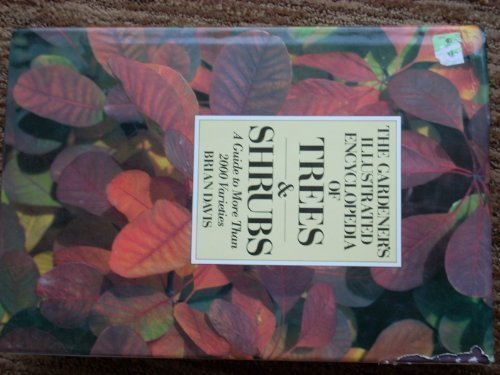 THE GARDENER'S
ILLUSTRATED
ENCYCLOPEDIA
OF
TREES
&
SHRUBS
A Guide to More Than
2000 Varieties
BRIAN DAVIS